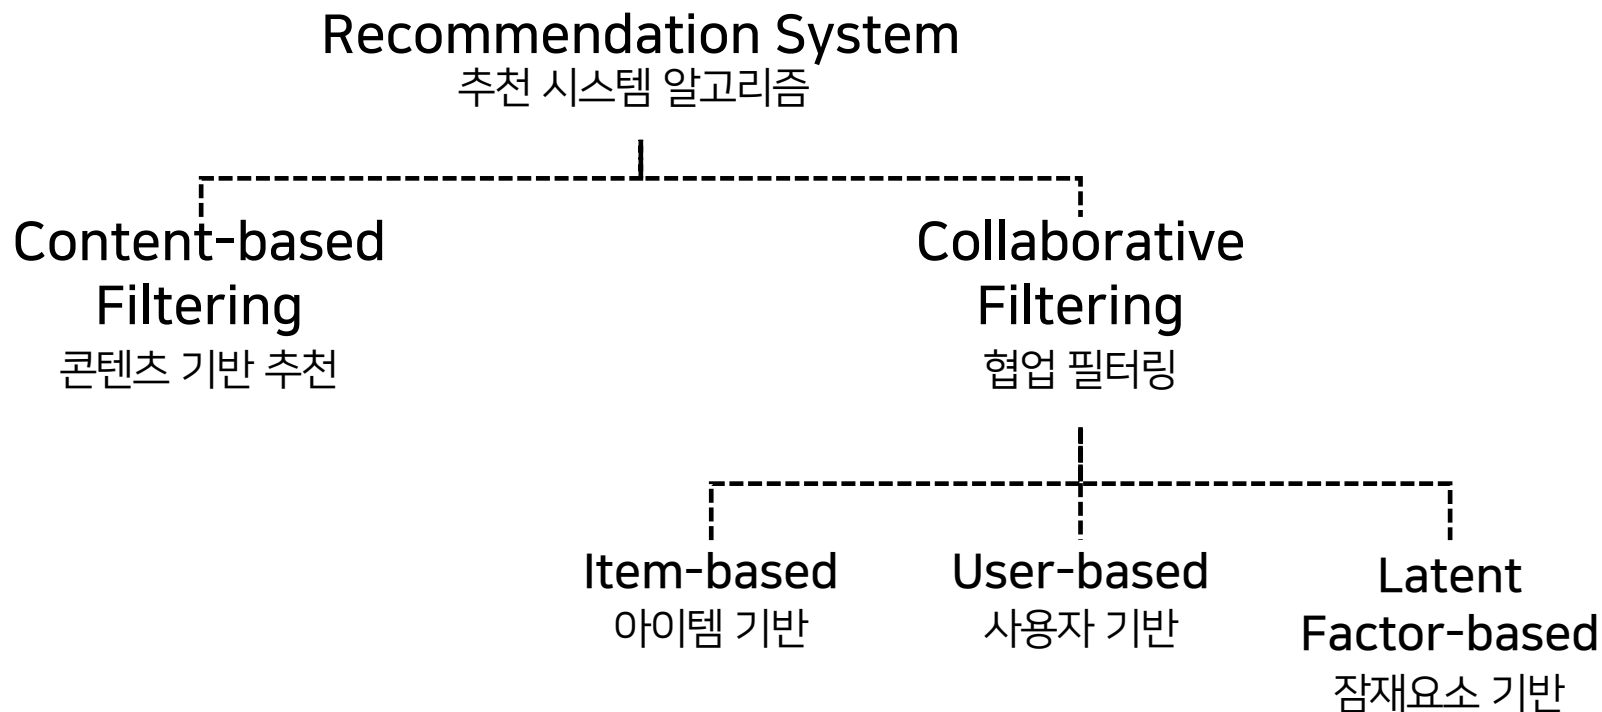 Recommendation System
추천 시스템 알고리즘
Content-based
Filtering
콘텐츠 기반 추천
Collaborative
Filtering
협업 필터링
Item-based
아이템 기반
User-based
사용자 기반
Latent
Factor-based
잠재요소 기반